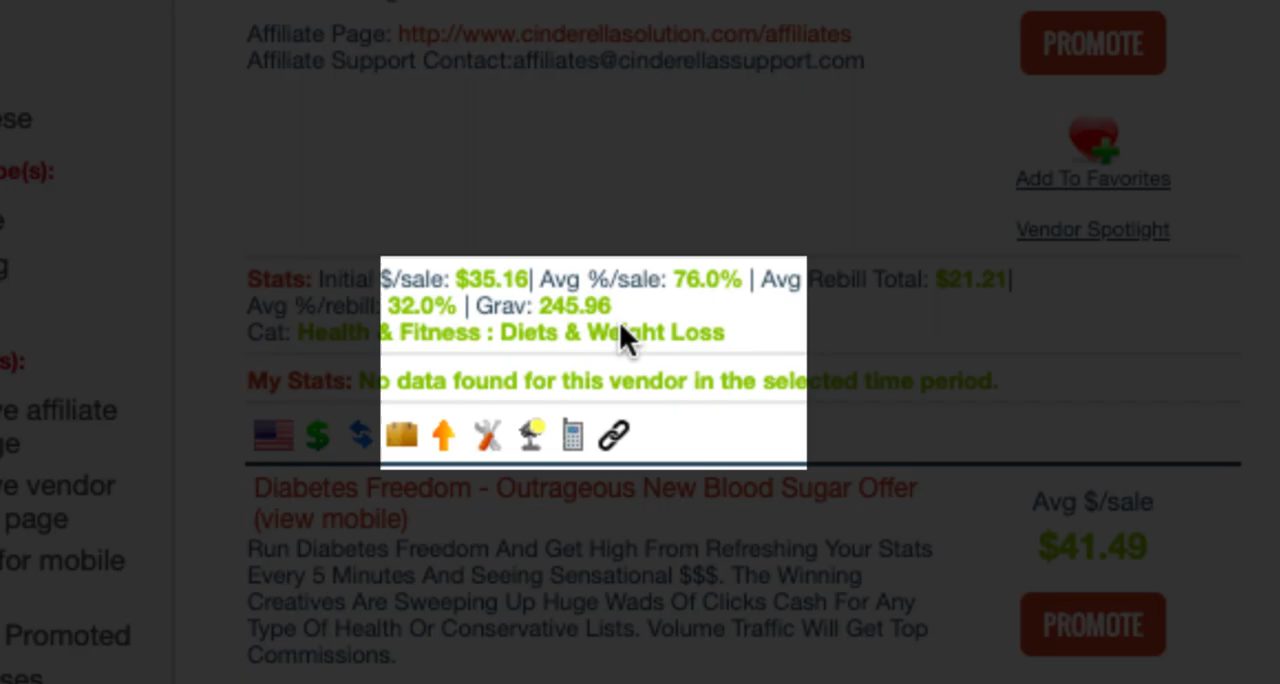 Affiliate Page: http://www.cinderellasolution.com/affiliates
Affiliate Support Contact:affiliates@cinderellassupport.com
PROMOTE
Add To Favorites
Vendor Spotlight
ese
pe(s):
e
g
s):
ve affiliate
ge
ve vendor
page
for mobile
Promoted
ses
Stats: Initial $/sale: $35.16| Avg %/sale: 76.0% | Avg Rebill Total: $21.21|
Avg %/rebill: 32.0% | Grav: 245.96
Cat: Health & Fitness : Diets & Weight Loss
My Stats: No data found for this vendor in the selected time period.
Diabetes Freedom - Outrageous New Blood Sugar Offer
(view mobile)
Run Diabetes Freedom And Get High From Refreshing Your Stats
Every 5 Minutes And Seeing Sensational $$$. The Winning
Creatives Are Sweeping Up Huge Wads Of Clicks Cash For Any
Type Of Health Or Conservative Lists. Volume Traffic Will Get Top
Commissions.
Avg $/sale
$41.49
PROMOTE